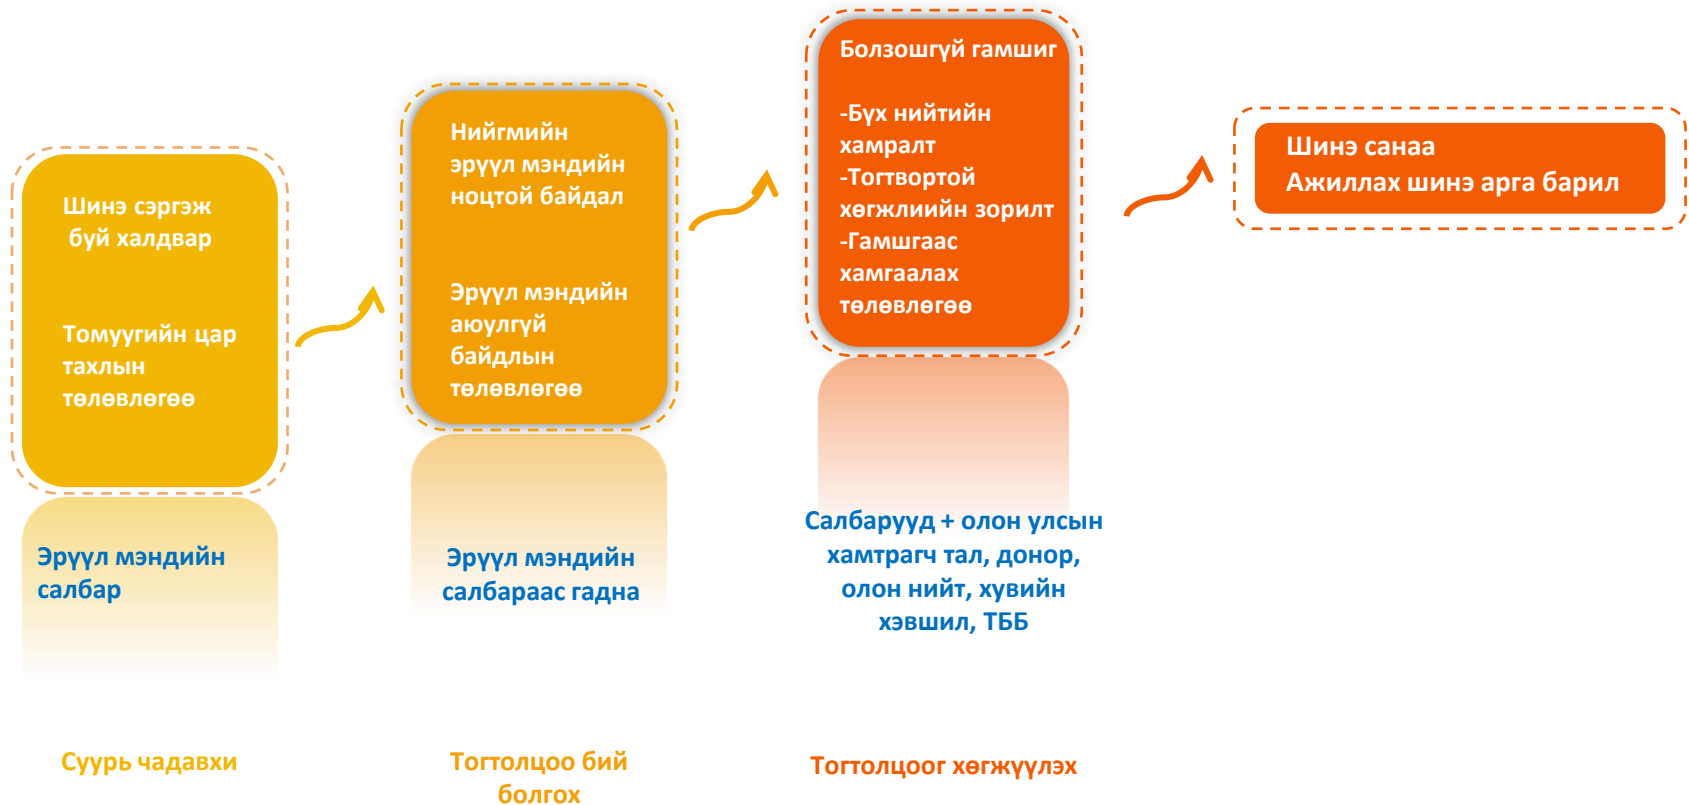 Шинэ сэргэж
буй халдвар
Томуугийн цар
тахлын
төлөвлөгөө
Эрүүл мэндийн
салбар
Суурь чадавхи
Нийгмийн
эрүүл мэндийн
ноцтой байдал
Эрүүл мэндийн
аюулгүй
байдлын
төлөвлөгөө
Эрүүл мэндийн
салбараас гадна
Тогтолцоо бий
болгох
Болзошгүй гамшиг
-Бүх нийтийн
хамралт
-Тогтвортой
хөгжлиийн зорилт
-Гамшгаас
хамгаалах
төлөвлөгөө
Салбарууд + олон улсын
хамтрагч тал, донор,
олон нийт, хувийн
хэвшил, ТББ
Тогтолцоог хөгжүүлэх
Шинэ санаа
Ажиллах шинэ арга барил